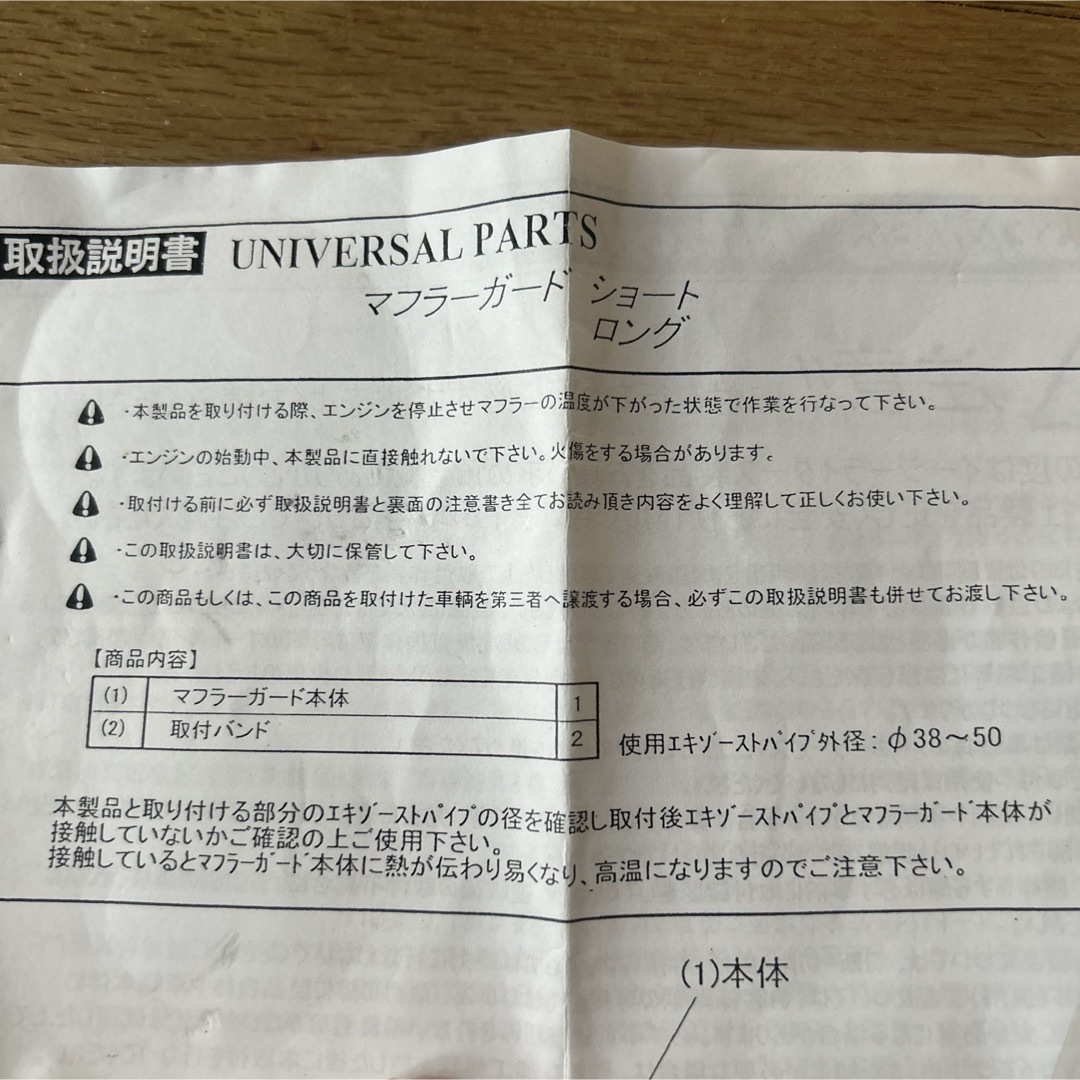 取扱説明書 UNIVERSAL PARTS
マフラーガード ショート
ロング
・本製品を取り付ける際、エンジンを停止させマフラーの温度が下がった状態で作業を行なって下さい。
・エンジンの始動中、本製品に直接触れないで下さい。火傷をする場合があります。
・取付ける前に必ず取扱説明書と裏面の注意書き全てお読み頂き内容をよく理解して正しくお使い下さい。
・この取扱説明書は、大切に保管して下さい。
・この商品もしくは、この商品を取付けた車輌を第三者へ譲渡する場合、必ずこの取扱説明書も併せてお渡し下さい。
【商品内容】
(1) マフラーガード本体 1
(2) 取付バンド 2
使用ｴｷｿﾞｰｽﾄﾊﾟｲﾌﾟ外径：φ38～50
本製品と取り付ける部分のｴｷｿﾞｰｽﾄﾊﾟｲﾌﾟの径を確認し取付後ｴｷｿﾞｰｽﾄﾊﾟｲﾌﾟとﾏﾌﾗｰｶﾞｰﾄﾞ本体が
接触していないかご確認の上ご使用下さい。
接触しているとﾏﾌﾗｰｶﾞｰﾄﾞ本体に熱が伝わり易くなり、高温になりますのでご注意下さい。
(1)本体